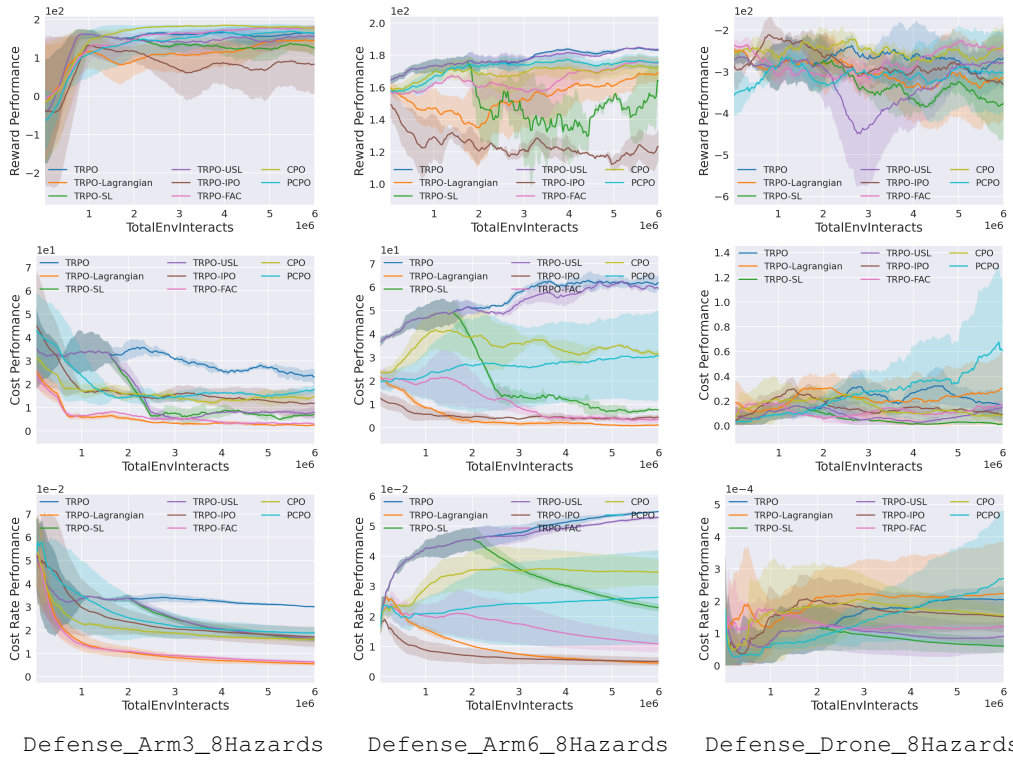 1e2
Reward Performance
2
1
0
−1
−2
TRPO
TRPO-Lagrangian
TRPO-SL
TRPO-USL
TRPO-IPO
TRPO-FAC
CPO
PCPO
1 2 3 4 5 6
TotalEnvInteracts
1e6
1e2
Reward Performance
2.0
1.8
1.6
1.4
1.2
1.0
TRPO
TRPO-Lagrangian
TRPO-SL
TRPO-USL
TRPO-IPO
TRPO-FAC
CPO
PCPO
1 2 3 4 5 6
TotalEnvInteracts
1e6
1e2
Reward Performance
−2
−3
−4
−5
−6
TRPO
TRPO-Lagrangian
TRPO-SL
TRPO-USL
TRPO-IPO
TRPO-FAC
CPO
PCPO
1 2 3 4 5 6
TotalEnvInteracts
1e6
1e1
Cost Performance
7
6
5
4
3
2
1
0
TRPO
TRPO-Lagrangian
TRPO-SL
TRPO-USL
TRPO-IPO
TRPO-FAC
CPO
PCPO
1 2 3 4 5 6
TotalEnvInteracts
1e6
1e1
Cost Performance
7
6
5
4
3
2
1
0
TRPO
TRPO-Lagrangian
TRPO-SL
TRPO-USL
TRPO-IPO
TRPO-FAC
CPO
PCPO
1 2 3 4 5 6
TotalEnvInteracts
1e6
Cost Performance
1.4
1.2
1.0
0.8
0.6
0.4
0.2
0.0
TRPO
TRPO-Lagrangian
TRPO-SL
TRPO-USL
TRPO-IPO
TRPO-FAC
CPO
PCPO
1 2 3 4 5 6
TotalEnvInteracts
1e6
1e−2
Cost Rate Performance
7
6
5
4
3
2
1
0
TRPO
TRPO-Lagrangian
TRPO-SL
TRPO-USL
TRPO-IPO
TRPO-FAC
CPO
PCPO
1 2 3 4 5 6
TotalEnvInteracts
1e6
1e−2
Cost Rate Performance
6
5
4
3
2
1
0
TRPO
TRPO-Lagrangian
TRPO-SL
TRPO-USL
TRPO-IPO
TRPO-FAC
CPO
PCPO
1 2 3 4 5 6
TotalEnvInteracts
1e6
1e−4
Cost Rate Performance
5
4
3
2
1
0
TRPO
TRPO-Lagrangian
TRPO-SL
TRPO-USL
TRPO-IPO
TRPO-FAC
CPO
PCPO
1 2 3 4 5 6
TotalEnvInteracts
1e6
Defense_Arm3_8Hazards
Defense_Arm6_8Hazards
Defense_Drone_8Hazards